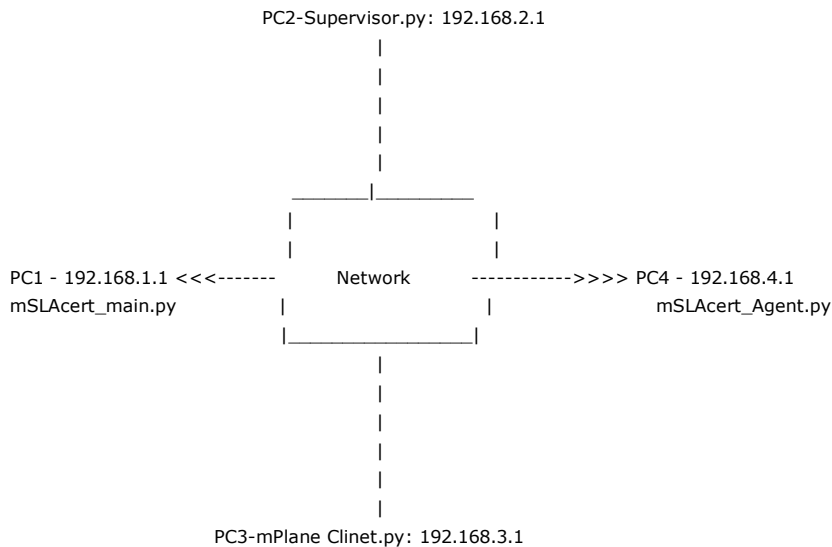 PC2-Supervisor.py: 192.168.2.1
PC1 - 192.168.1.1 <<<------- Network ------------>>>> PC4 - 192.168.4.1
mSLAcert_main.py mSLAcert_Agent.py
PC3-mPlane Clinet.py: 192.168.3.1